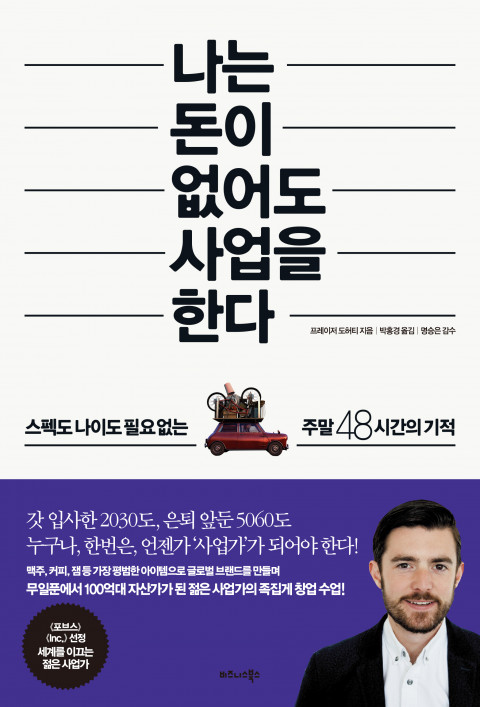 나는
돈이
없어도
사업을
한다
프레이저 도허티 지음 | 박홍경 옮김 | 명승은 감수
스펙도 나이도 필요 없는 주말 48시간의 기적
갓 입사한 2030도, 은퇴 앞둔 5060도
누구나, 한번은, 언젠가 ‘사업가’가 되어야 한다!
맥주, 커피, 잼 등 가장 평범한 아이템으로 글로벌 브랜드를 만들며
무일푼에서 100억대 자산가가 된 젊은 사업가의 족집게 창업 수업!
〈포브스〉
〈Inc.〉 선정
세계를 이끄는
젊은 사업가
비즈니스북스